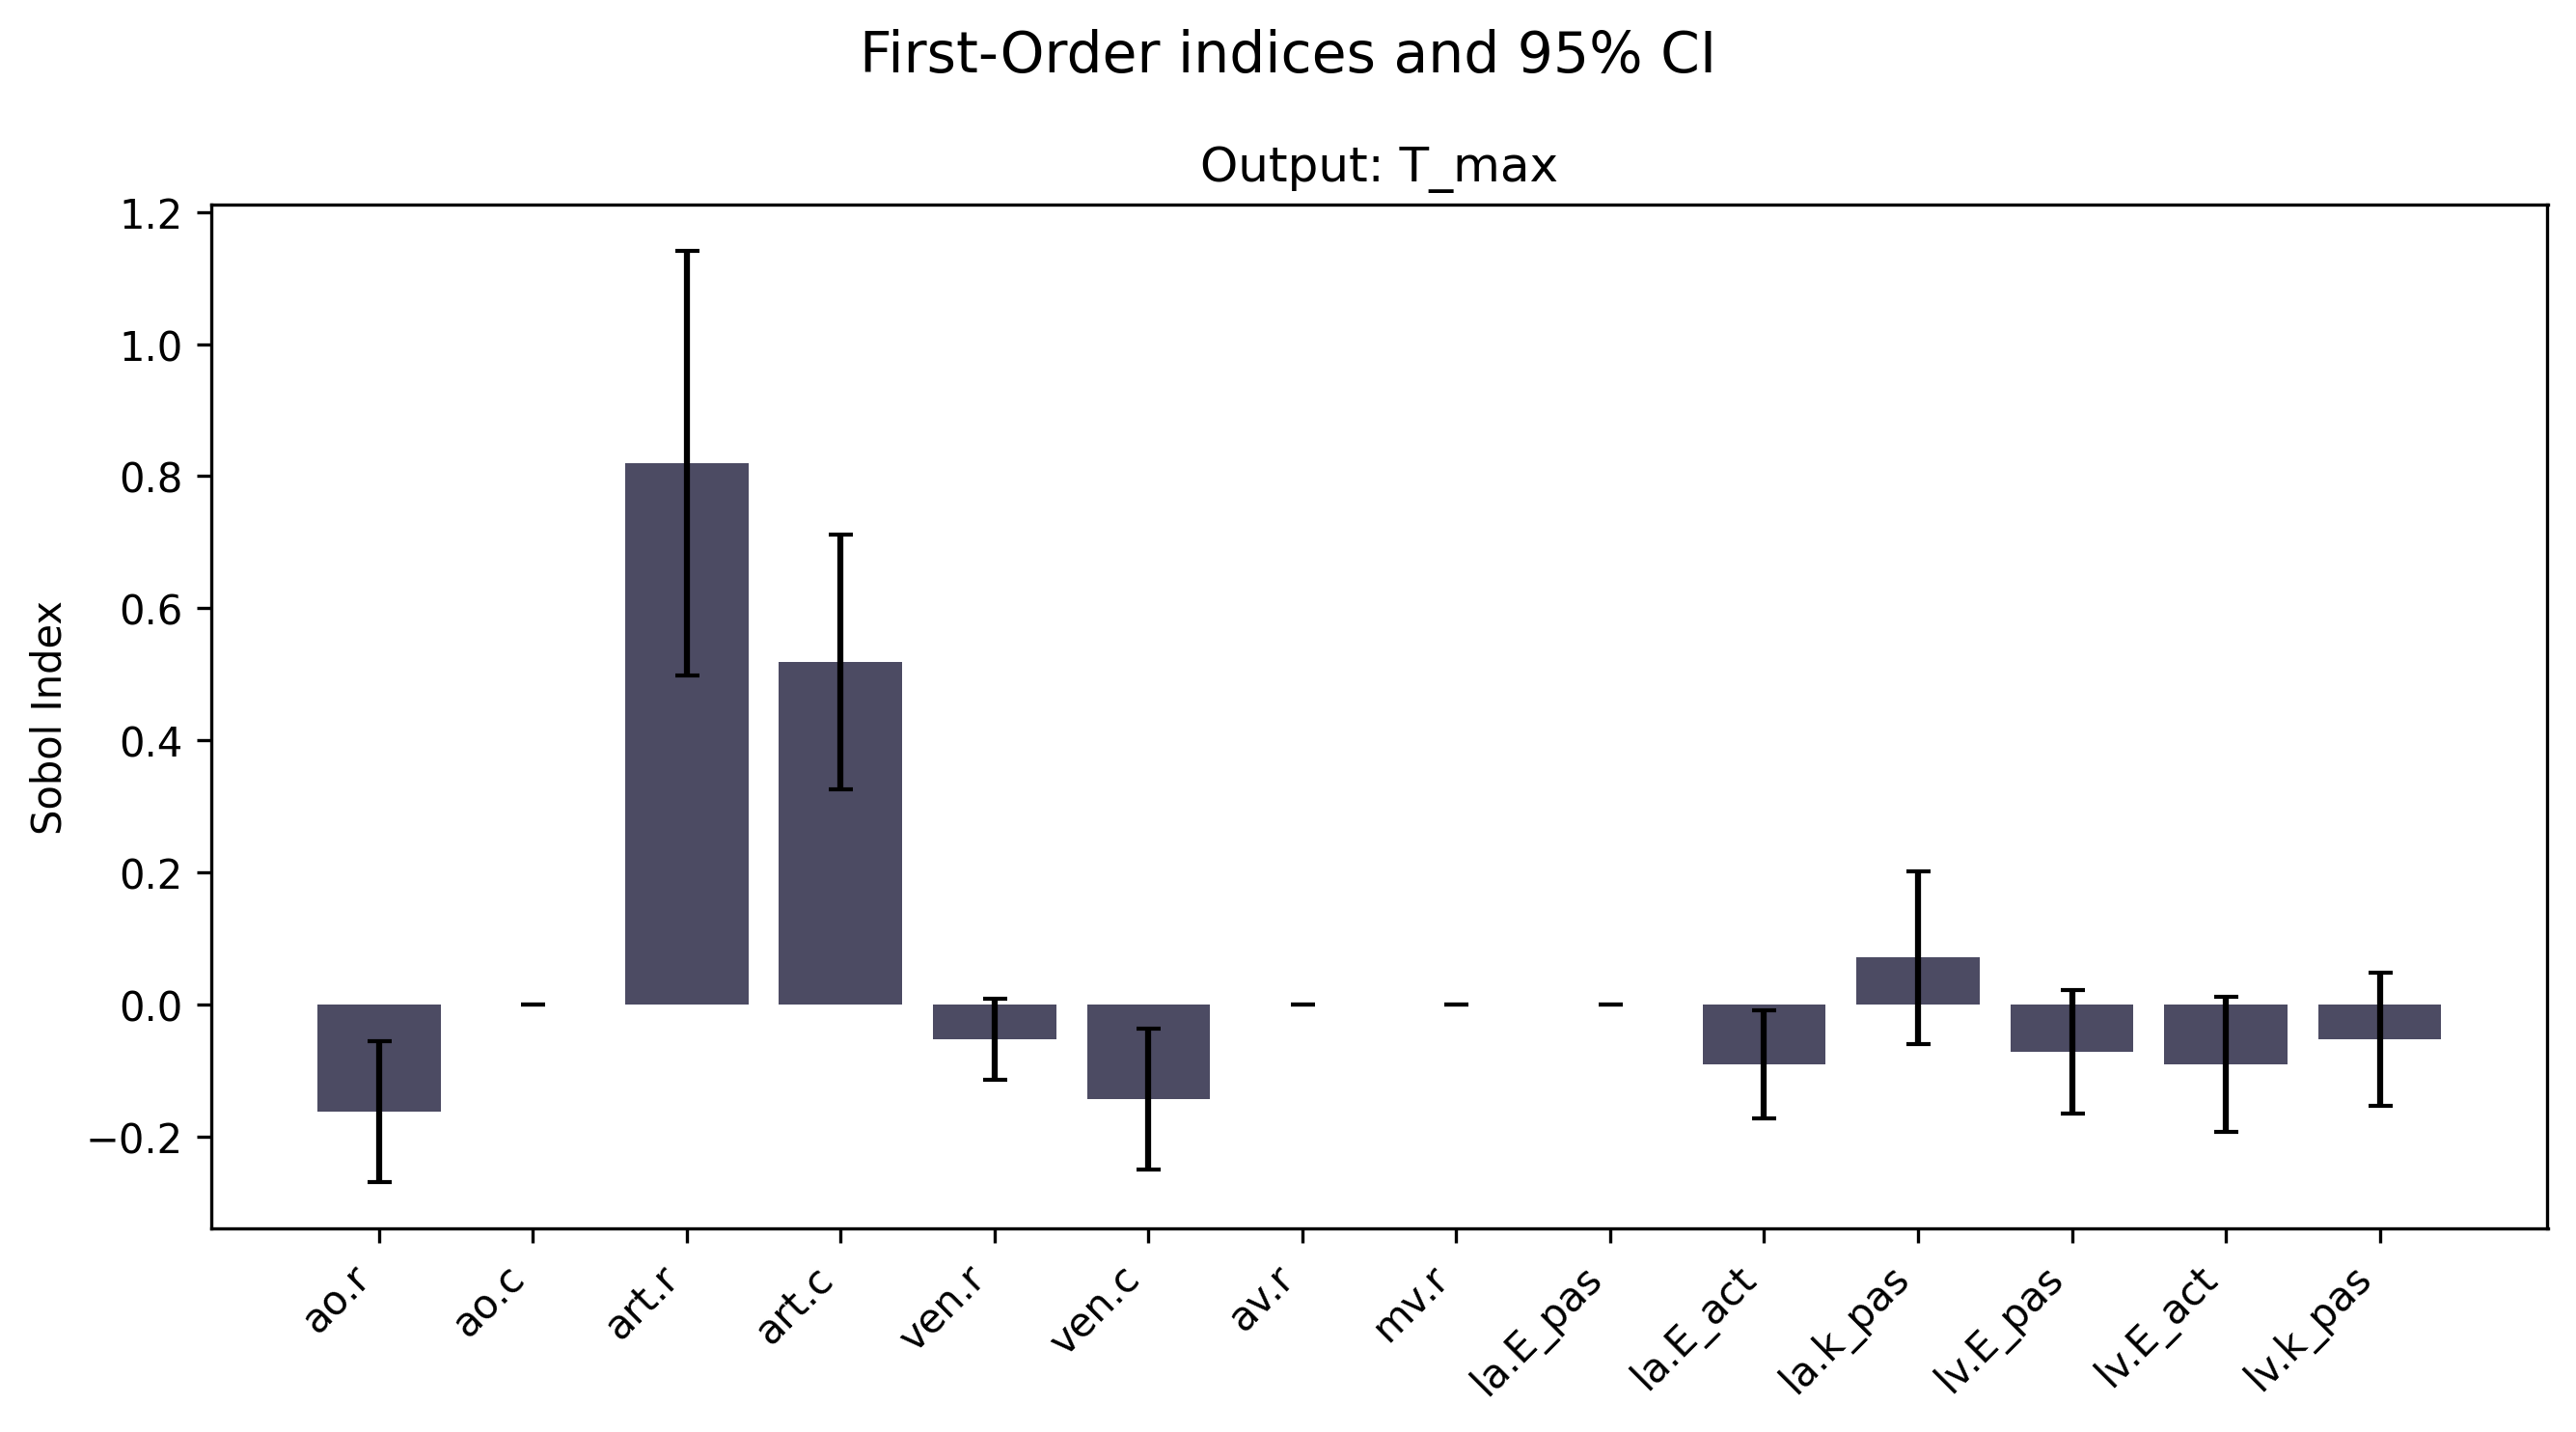 First-Order indices and 95% CI
Output: T_max
Sobol Index
1.2
1.0
0.8
0.6
0.4
0.2
0.0
−0.2
ao.r
ao.c
art.r
art.c
ven.r
ven.c
av.r
mv.r
la.E_pas
la.E_act
la.k_pas
lv.E_pas
lv.E_act
lv.k_pas